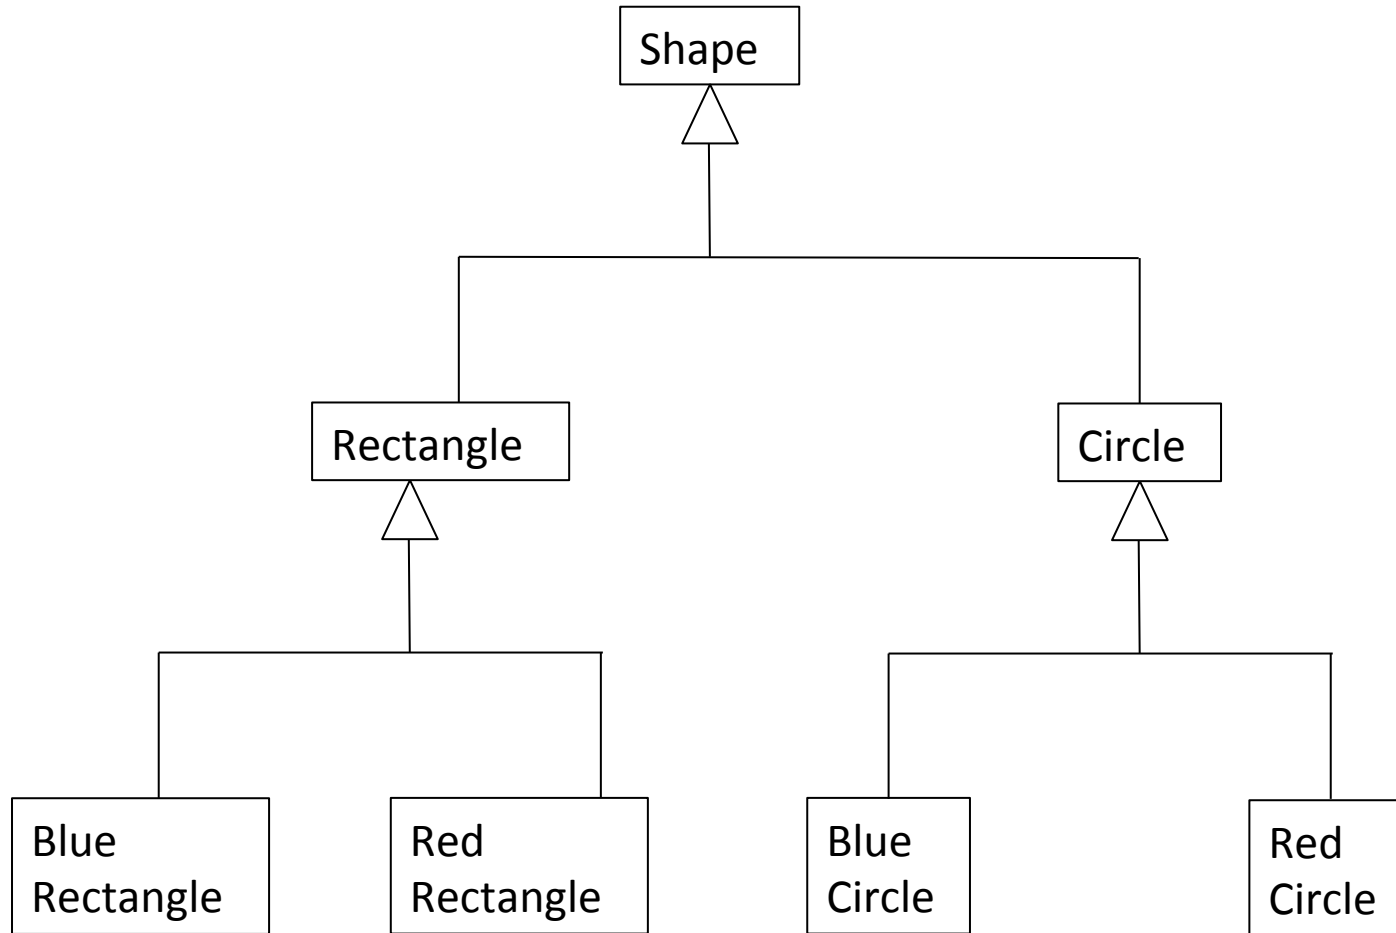 Shape
Rectangle
Circle
Blue
Rectangle
Red
Rectangle
Blue
Circle
Red
Circle